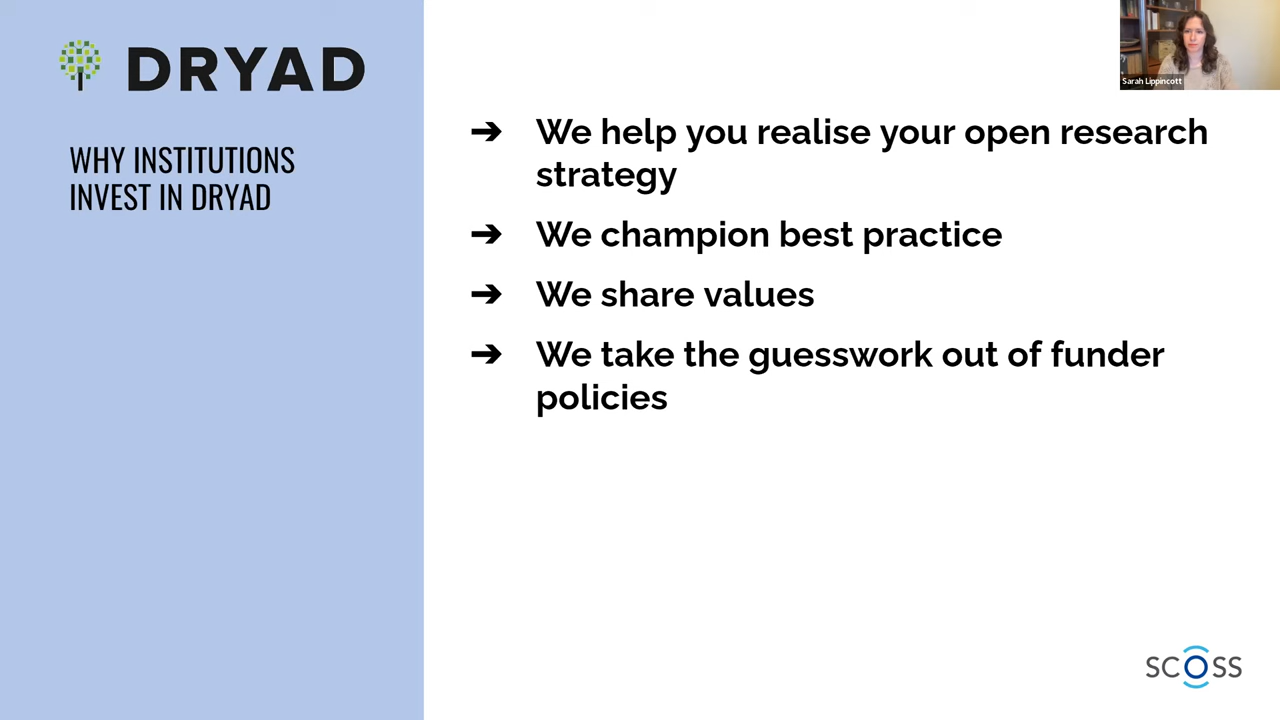 DRYAD
WHY INSTITUTIONS
INVEST IN DRYAD
➔ We help you realise your open research
strategy
➔ We champion best practice
➔ We share values
➔ We take the guesswork out of funder
policies
Sarah Lippincott
SCOSS